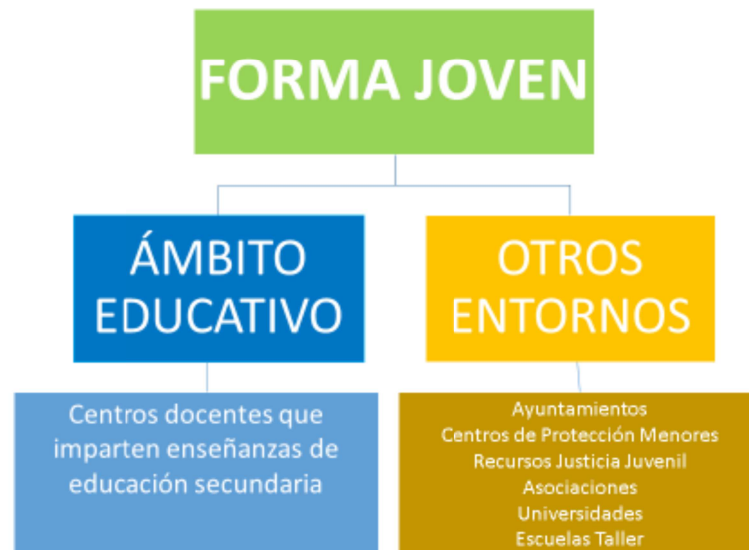 FORMA JOVEN
ÁMBITO
EDUCATIVO
OTROS
ENTORNOS
Centros docentes que
imparten enseñanzas de
educación secundaria
Ayuntamientos
Centros de Protección Menores
Recursos Justicia Juvenil
Asociaciones
Universidades
Escuelas Taller